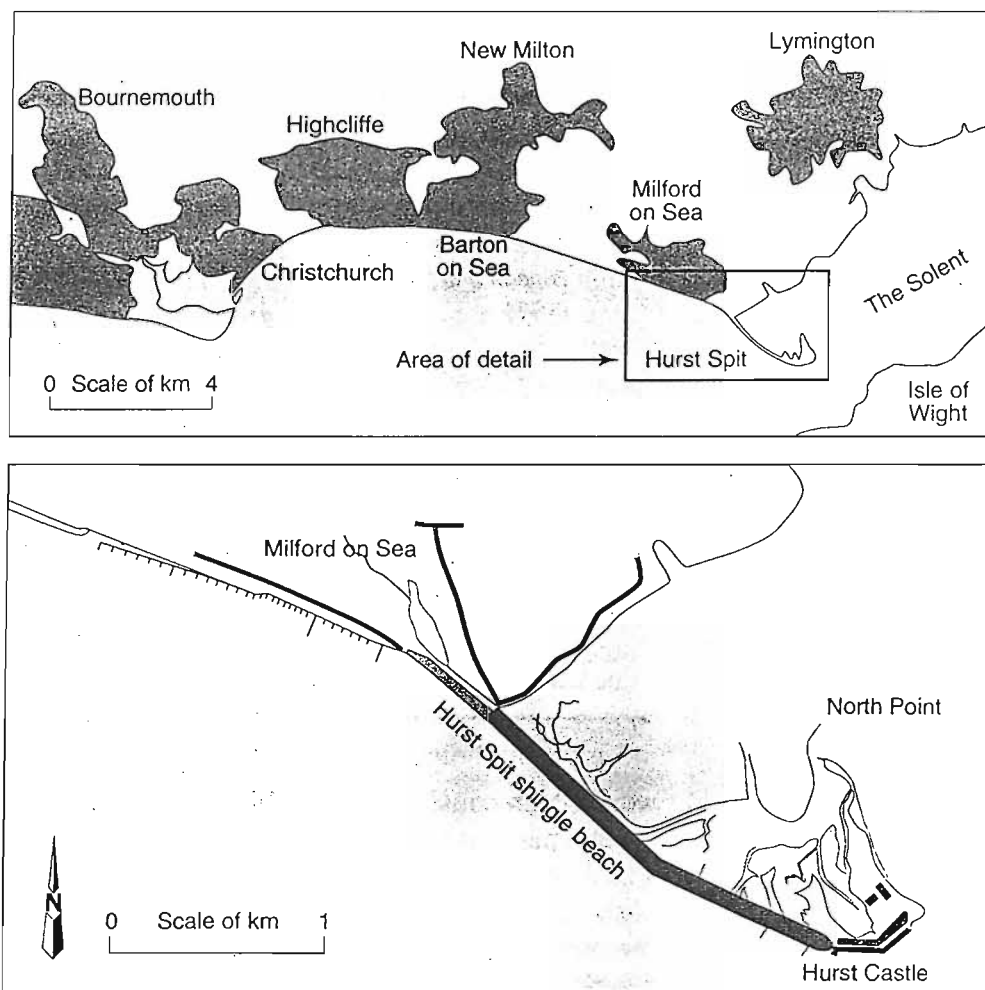 New Milton
Lymington
Bournemouth
Highcliffe
Milford
on Sea
Barton
on Sea
Christchurch
The Solent
Area of detail
Hurst Spit
0 Scale of km 4
Isle of
Wight
Milford on Sea
North Point
Hurst Spit shingle beach
N
0 Scale of km 1
Hurst Castle